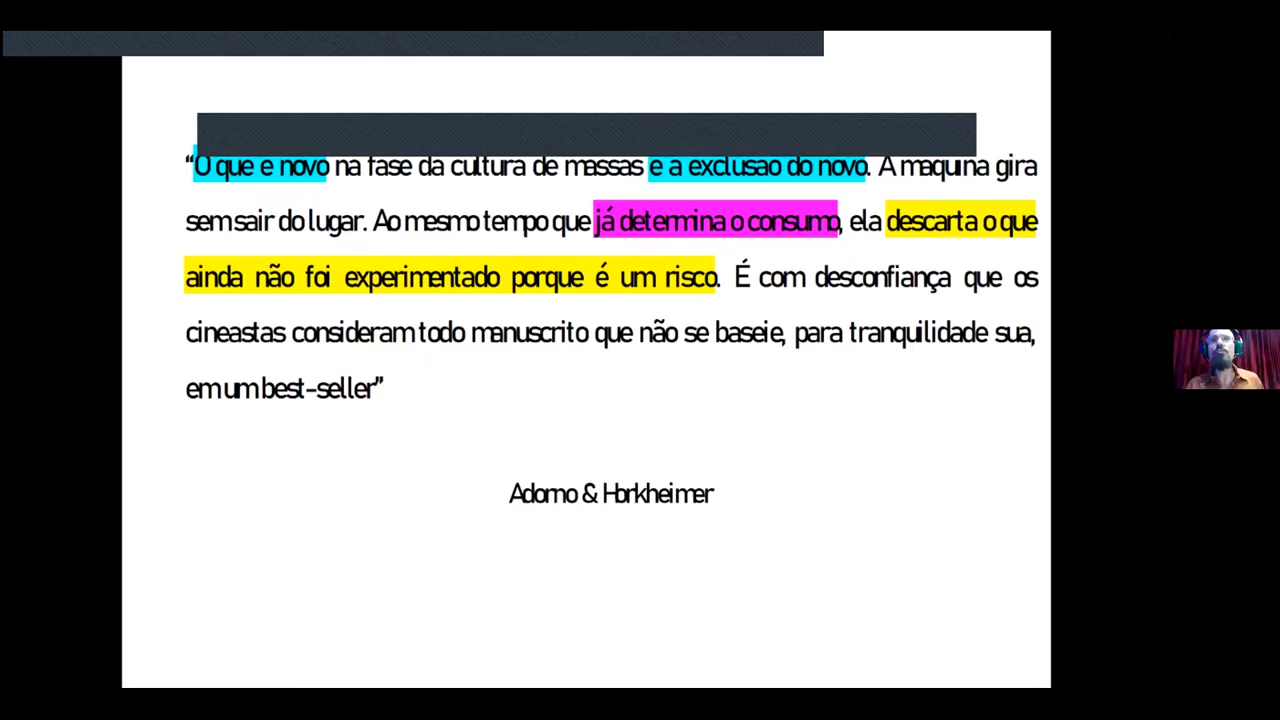 “O que é novo na fase da cultura de massas é a exclusão do novo. A máquina gira
sem sair do lugar. Ao mesmo tempo que já determina o consumo, ela descarta o que
ainda não foi experimentado porque é um risco. É com desconfiança que os
cineastas consideram todo manuscrito que não se baseie, para tranquilidade sua,
em um best-seller”
Adorno & Horkheimer